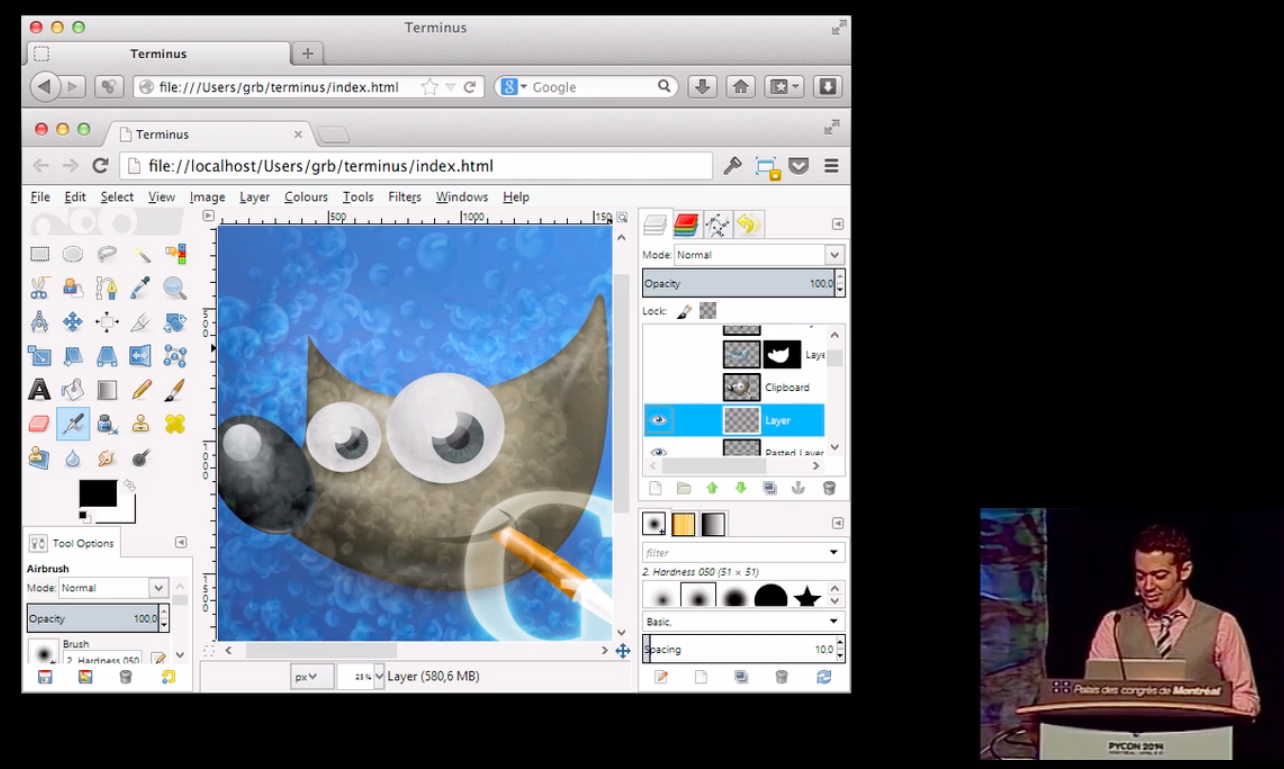 Terminus
Terminus
file:///Users/grb/terminus/index.html
Google
Terminus
file://localhost/Users/grb/terminus/index.html
File Edit Select View Image Layer Colours Tools Filters Windows Help
500 1000 150
Mode: Normal
Opacity 100,0
Lock:
Laye
Clipboard
Layer
Pasted Layer
500
1000
1500
Tool Options
Airbrush
Mode: Normal
Opacity 100,0
Brush
2. Hardness 050
filter
2. Hardness 050 (51 × 51)
Basic,
Spacing 10,0
px 25% Layer (580,6 MB)
G
Palais des congrès de Montréal
PYCON 2014